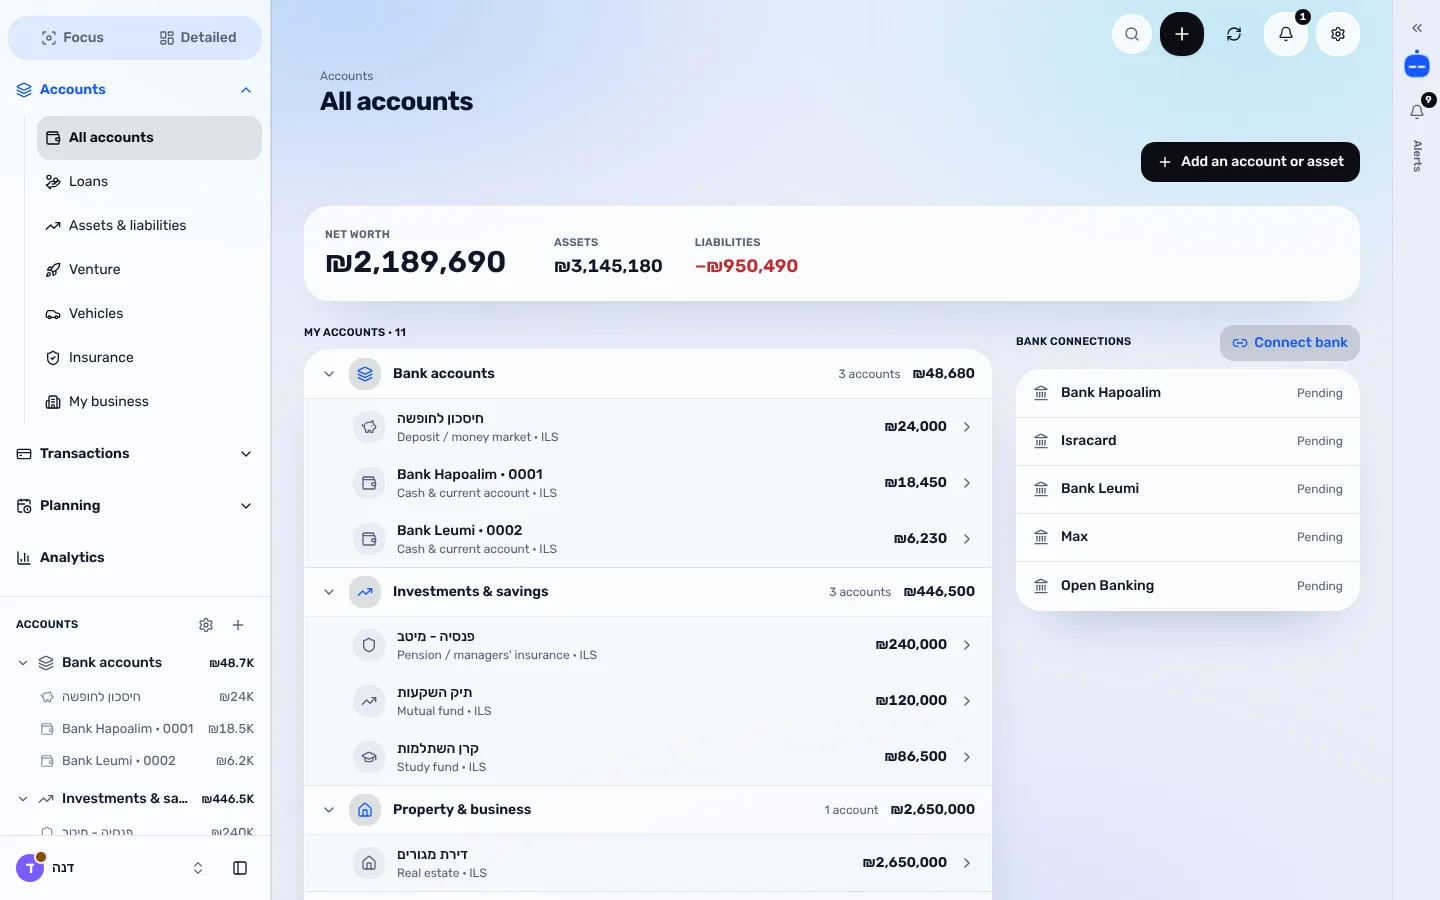 Focus
Detailed
Accounts
All accounts
Loans
Assets & liabilities
Venture
Vehicles
Insurance
My business
Transactions
Planning
Analytics
ACCOUNTS
Bank accounts ₪48.7K
חיסכון לחופשה ₪24K
Bank Hapoalim • 0001 ₪18.5K
Bank Leumi • 0002 ₪6.2K
Investments & sa... ₪446.5K
פנסיה - מיטב ₪240K
T דנה
Accounts
All accounts
1
Add an account or asset
NET WORTH
₪2,189,690
ASSETS
₪3,145,180
LIABILITIES
−₪950,490
MY ACCOUNTS • 11
Bank accounts 3 accounts ₪48,680
חיסכון לחופשה
Deposit / money market • ILS
₪24,000
Bank Hapoalim • 0001
Cash & current account • ILS
₪18,450
Bank Leumi • 0002
Cash & current account • ILS
₪6,230
Investments & savings 3 accounts ₪446,500
פנסיה - מיטב
Pension / managers' insurance • ILS
₪240,000
תיק השקעות
Mutual fund • ILS
₪120,000
קרן השתלמות
Study fund • ILS
₪86,500
Property & business 1 account ₪2,650,000
דירת מגורים
Real estate • ILS
₪2,650,000
BANK CONNECTIONS
Connect bank
Bank Hapoalim Pending
Isracard Pending
Bank Leumi Pending
Max Pending
Open Banking Pending
9
Alerts